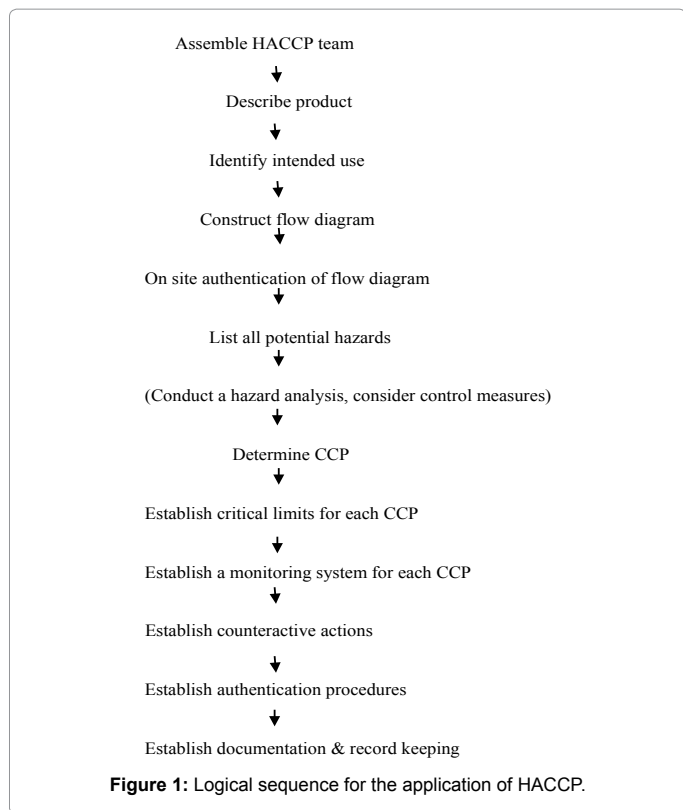 Assemble HACCP team
Describe product
Identify intended use
Construct flow diagram
On site authentication of flow diagram
List all potential hazards
(Conduct a hazard analysis, consider control measures)
Determine CCP
Establish critical limits for each CCP
Establish a monitoring system for each CCP
Establish counteractive actions
Establish authentication procedures
Establish documentation & record keeping
Figure 1: Logical sequence for the application of HACCP.